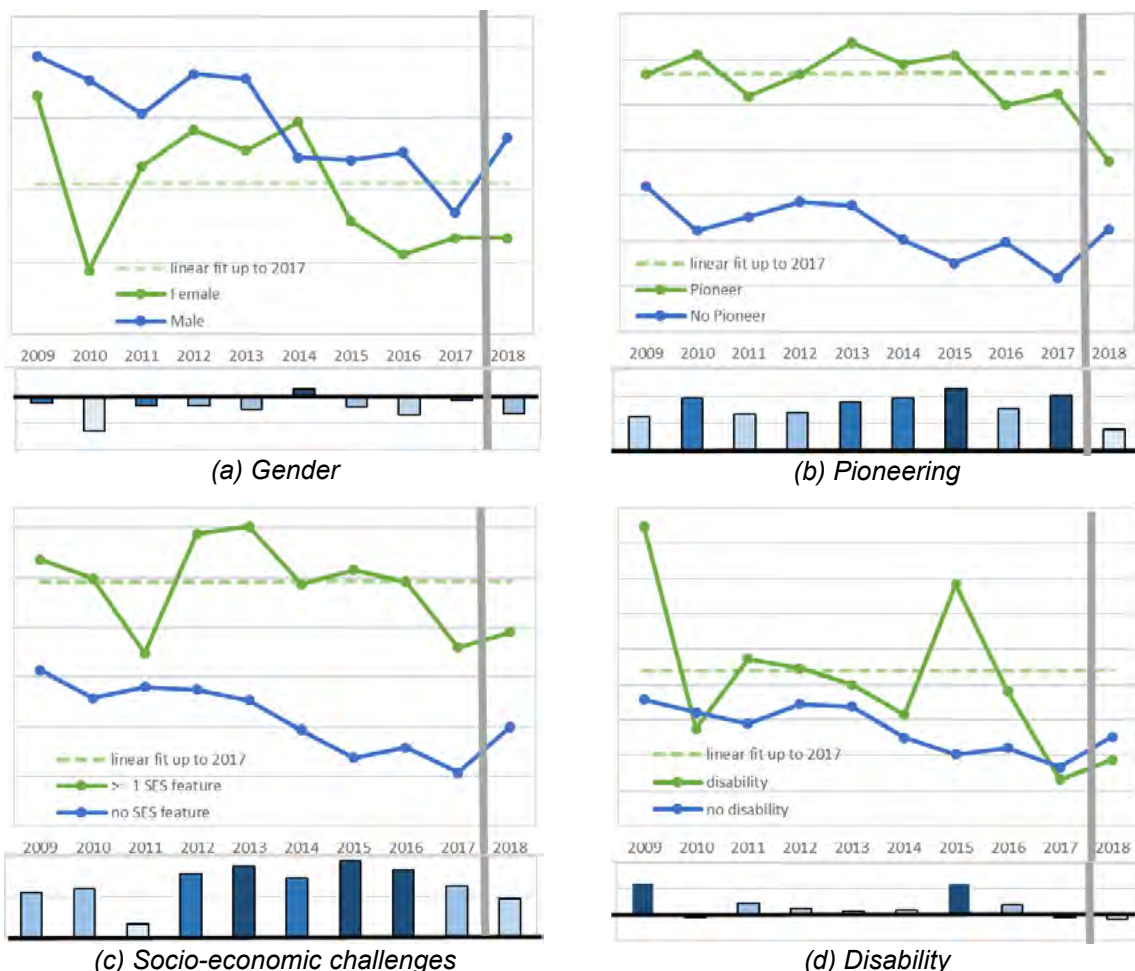 linear fit up to 2017
Female
Male
2009 2010 2011 2012 2013 2014 2015 2016 2017 2018
(a) Gender
linear fit up to 2017
Pioneer
No Pioneer
2009 2010 2011 2012 2013 2014 2015 2016 2017 2018
(b) Pioneering
linear fit up to 2017
>= 1 SES feature
no SES feature
2009 2010 2011 2012 2013 2014 2015 2016 2017 2018
(c) Socio-economic challenges
linear fit up to 2017
disability
no disability
2009 2010 2011 2012 2013 2014 2015 2016 2017 2018
(d) Disability